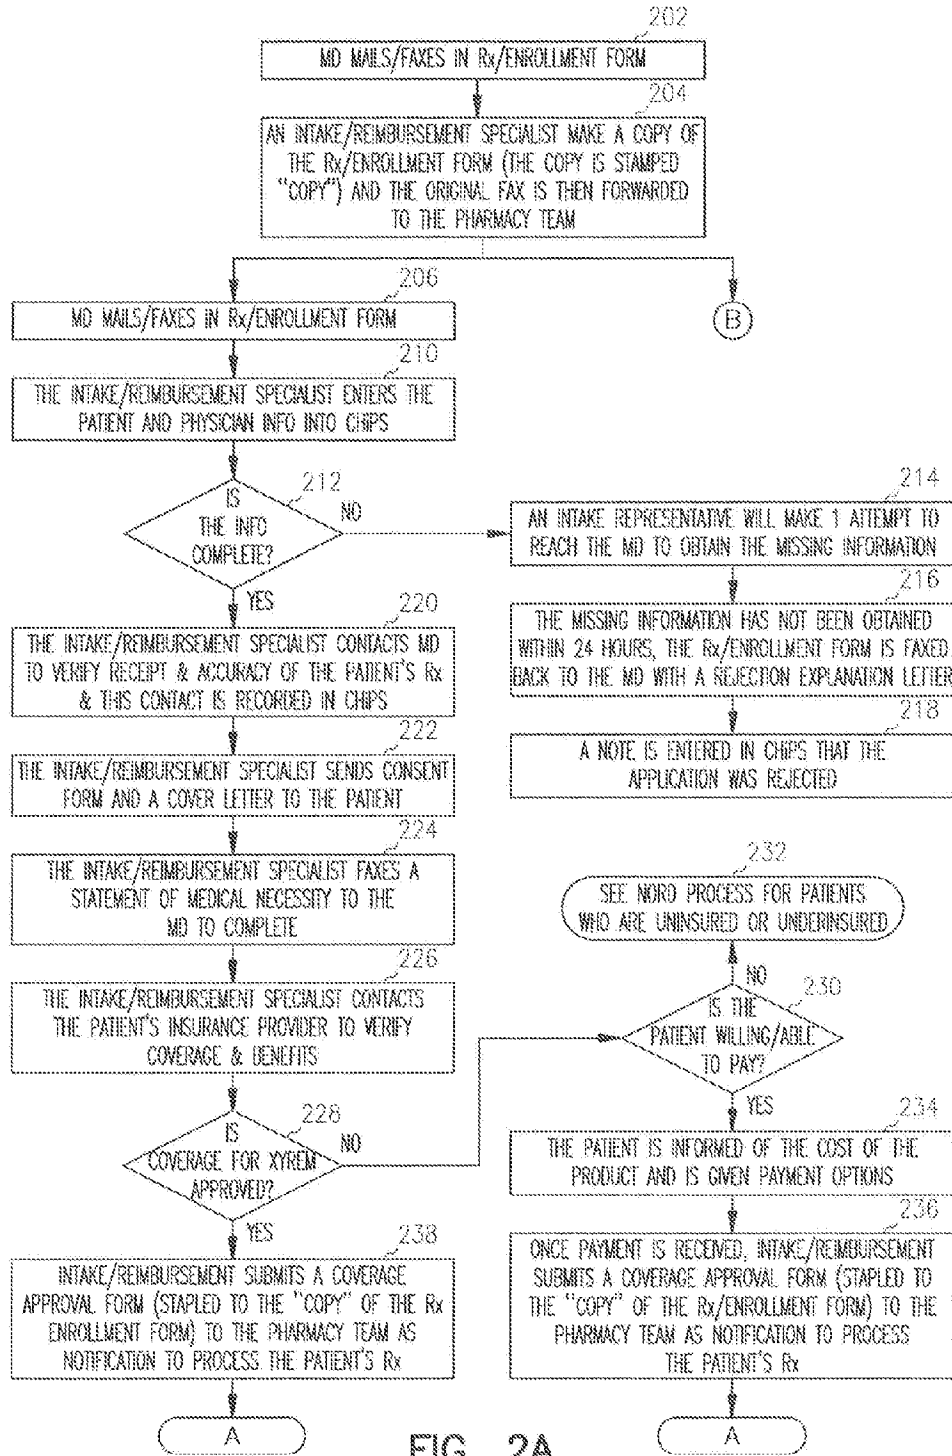 202
MD MAILS/FAXES IN Rx/ENROLLMENT FORM
204
AN INTAKE/REIMBURSEMENT SPECIALIST MAKE A COPY OF
THE Rx/ENROLLMENT FORM (THE COPY IS STAMPED
"COPY") AND THE ORIGINAL FAX IS THEN FORWARDED
TO THE PHARMACY TEAM
206
MD MAILS/FAXES IN Rx/ENROLLMENT FORM
B
210
THE INTAKE/REIMBURSEMENT SPECIALIST ENTERS THE
PATIENT AND PHYSICIAN INFO INTO CHIPS
212
IS
THE INFO
COMPLETE?
NO
YES
214
AN INTAKE REPRESENTATIVE WILL MAKE 1 ATTEMPT TO
REACH THE MD TO OBTAIN THE MISSING INFORMATION
216
THE MISSING INFORMATION HAS NOT BEEN OBTAINED
WITHIN 24 HOURS, THE Rx/ENROLLMENT FORM IS FAXED
BACK TO THE MD WITH A REJECTION EXPLANATION LETTER
218
A NOTE IS ENTERED IN CHIPS THAT THE
APPLICATION WAS REJECTED
220
THE INTAKE/REIMBURSEMENT SPECIALIST CONTACTS MD
TO VERIFY RECEIPT & ACCURACY OF THE PATIENT'S Rx
& THIS CONTACT IS RECORDED IN CHIPS
222
THE INTAKE/REIMBURSEMENT SPECIALIST SENDS CONSENT
FORM AND A COVER LETTER TO THE PATIENT
224
THE INTAKE/REIMBURSEMENT SPECIALIST FAXES A
STATEMENT OF MEDICAL NECESSITY TO THE
MD TO COMPLETE
226
THE INTAKE/REIMBURSEMENT SPECIALIST CONTACTS
THE PATIENT'S INSURANCE PROVIDER TO VERIFY
COVERAGE & BENEFITS
228
IS
COVERAGE FOR XYREM
APPROVED?
NO
YES
232
SEE NORD PROCESS FOR PATIENTS
WHO ARE UNINSURED OR UNDERINSURED
NO
230
IS THE
PATIENT WILLING/ABLE
TO PAY?
YES
234
THE PATIENT IS INFORMED OF THE COST OF THE
PRODUCT AND IS GIVEN PAYMENT OPTIONS
236
ONCE PAYMENT IS RECEIVED, INTAKE/REIMBURSEMENT
SUBMITS A COVERAGE APPROVAL FORM (STAPLED TO
THE "COPY" OF THE Rx/ENROLLMENT FORM) TO THE
PHARMACY TEAM AS NOTIFICATION TO PROCESS
THE PATIENT'S Rx
A
238
INTAKE/REIMBURSEMENT SUBMITS A COVERAGE
APPROVAL FORM (STAPLED TO THE "COPY" OF THE Rx
ENROLLMENT FORM) TO THE PHARMACY TEAM AS
NOTIFICATION TO PROCESS THE PATIENT'S Rx
A
FIG. 2A